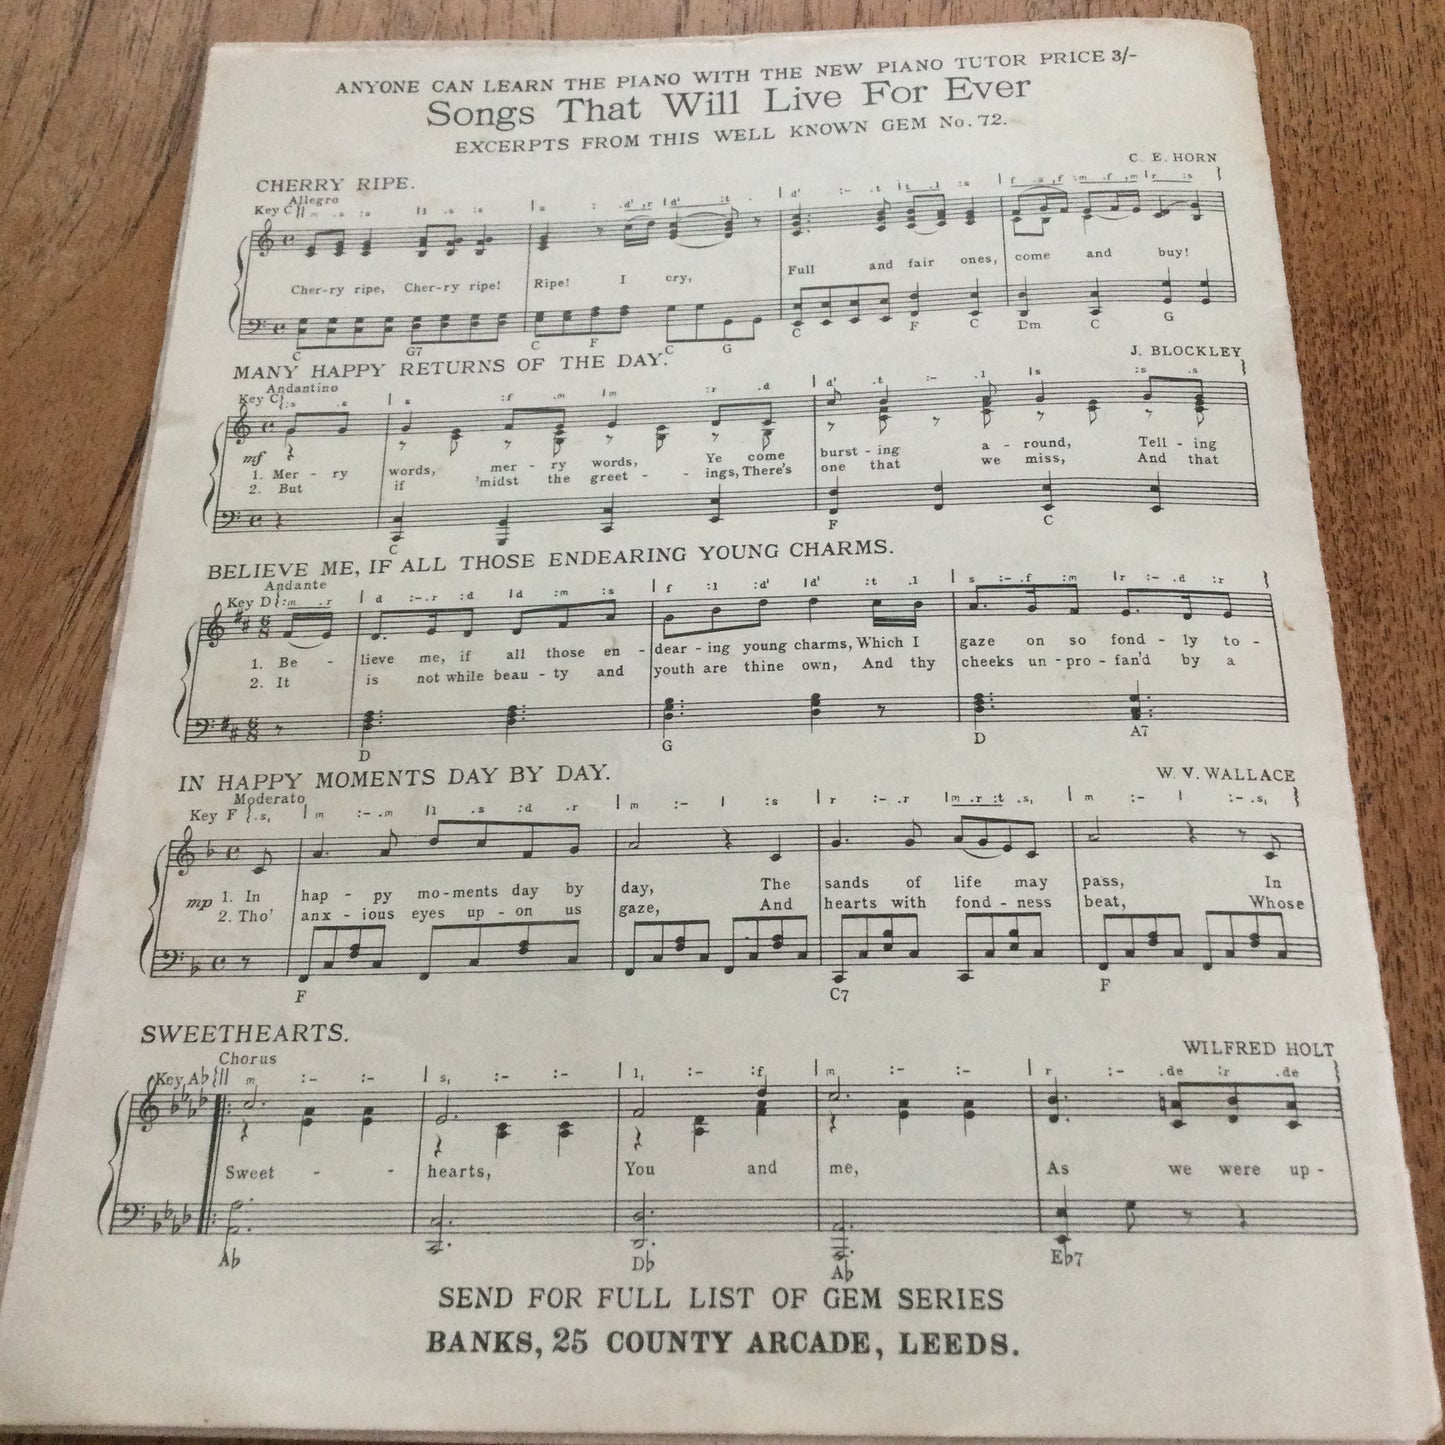 ANYONE CAN LEARN THE PIANO WITH THE NEW PIANO TUTOR PRICE 3/-
Songs That Will Live For Ever
EXCERPTS FROM THIS WELL KNOWN GEM No. 72.
C. E. HORN
CHERRY RIPE.
Allegro
Key C
Cher-ry ripe, Cher-ry ripe! Ripe! I cry, Full and fair ones, come and buy!
C G7 C F C G C F C Dm C G
MANY HAPPY RETURNS OF THE DAY.
J. BLOCKLEY
Andantino
Key C
mf
1. Mer - ry words, mer - ry words, Ye come burst - ing a - round, Tell - ing
2. But if 'midst the greet - - ings, There's one that we miss, And that
C F C
BELIEVE ME, IF ALL THOSE ENDEARING YOUNG CHARMS.
Andante
Key D
1. Be - lieve me, if all those en - dear - ing young charms, Which I gaze on so fond - ly to -
2. It is not while beau - ty and youth are thine own, And thy cheeks un - pro - fan'd by a
D G D A7
IN HAPPY MOMENTS DAY BY DAY.
W. V. WALLACE
Moderato
Key F
mp 1. In hap - py mo - ments day by day, The sands of life may pass, In
2. Tho' anx - ious eyes up - on us gaze, And hearts with fond - ness beat, Whose
F C7 F
SWEETHEARTS.
WILFRED HOLT
Chorus
Key A♭
Sweet - - hearts, You and me, As we were up -
A♭ D♭ A♭ E♭7
SEND FOR FULL LIST OF GEM SERIES
BANKS, 25 COUNTY ARCADE, LEEDS.